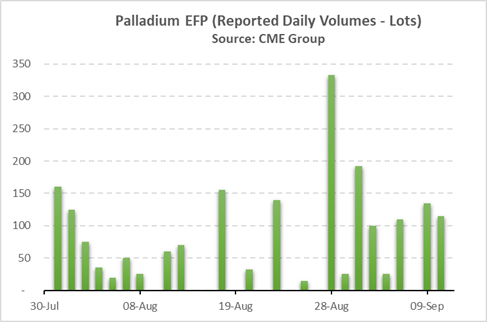 Palladium EFP (Reported Daily Volumes - Lots)
Source: CME Group
350
300
250
200
150
100
50
-
30-Jul 08-Aug 19-Aug 28-Aug 09-Sep